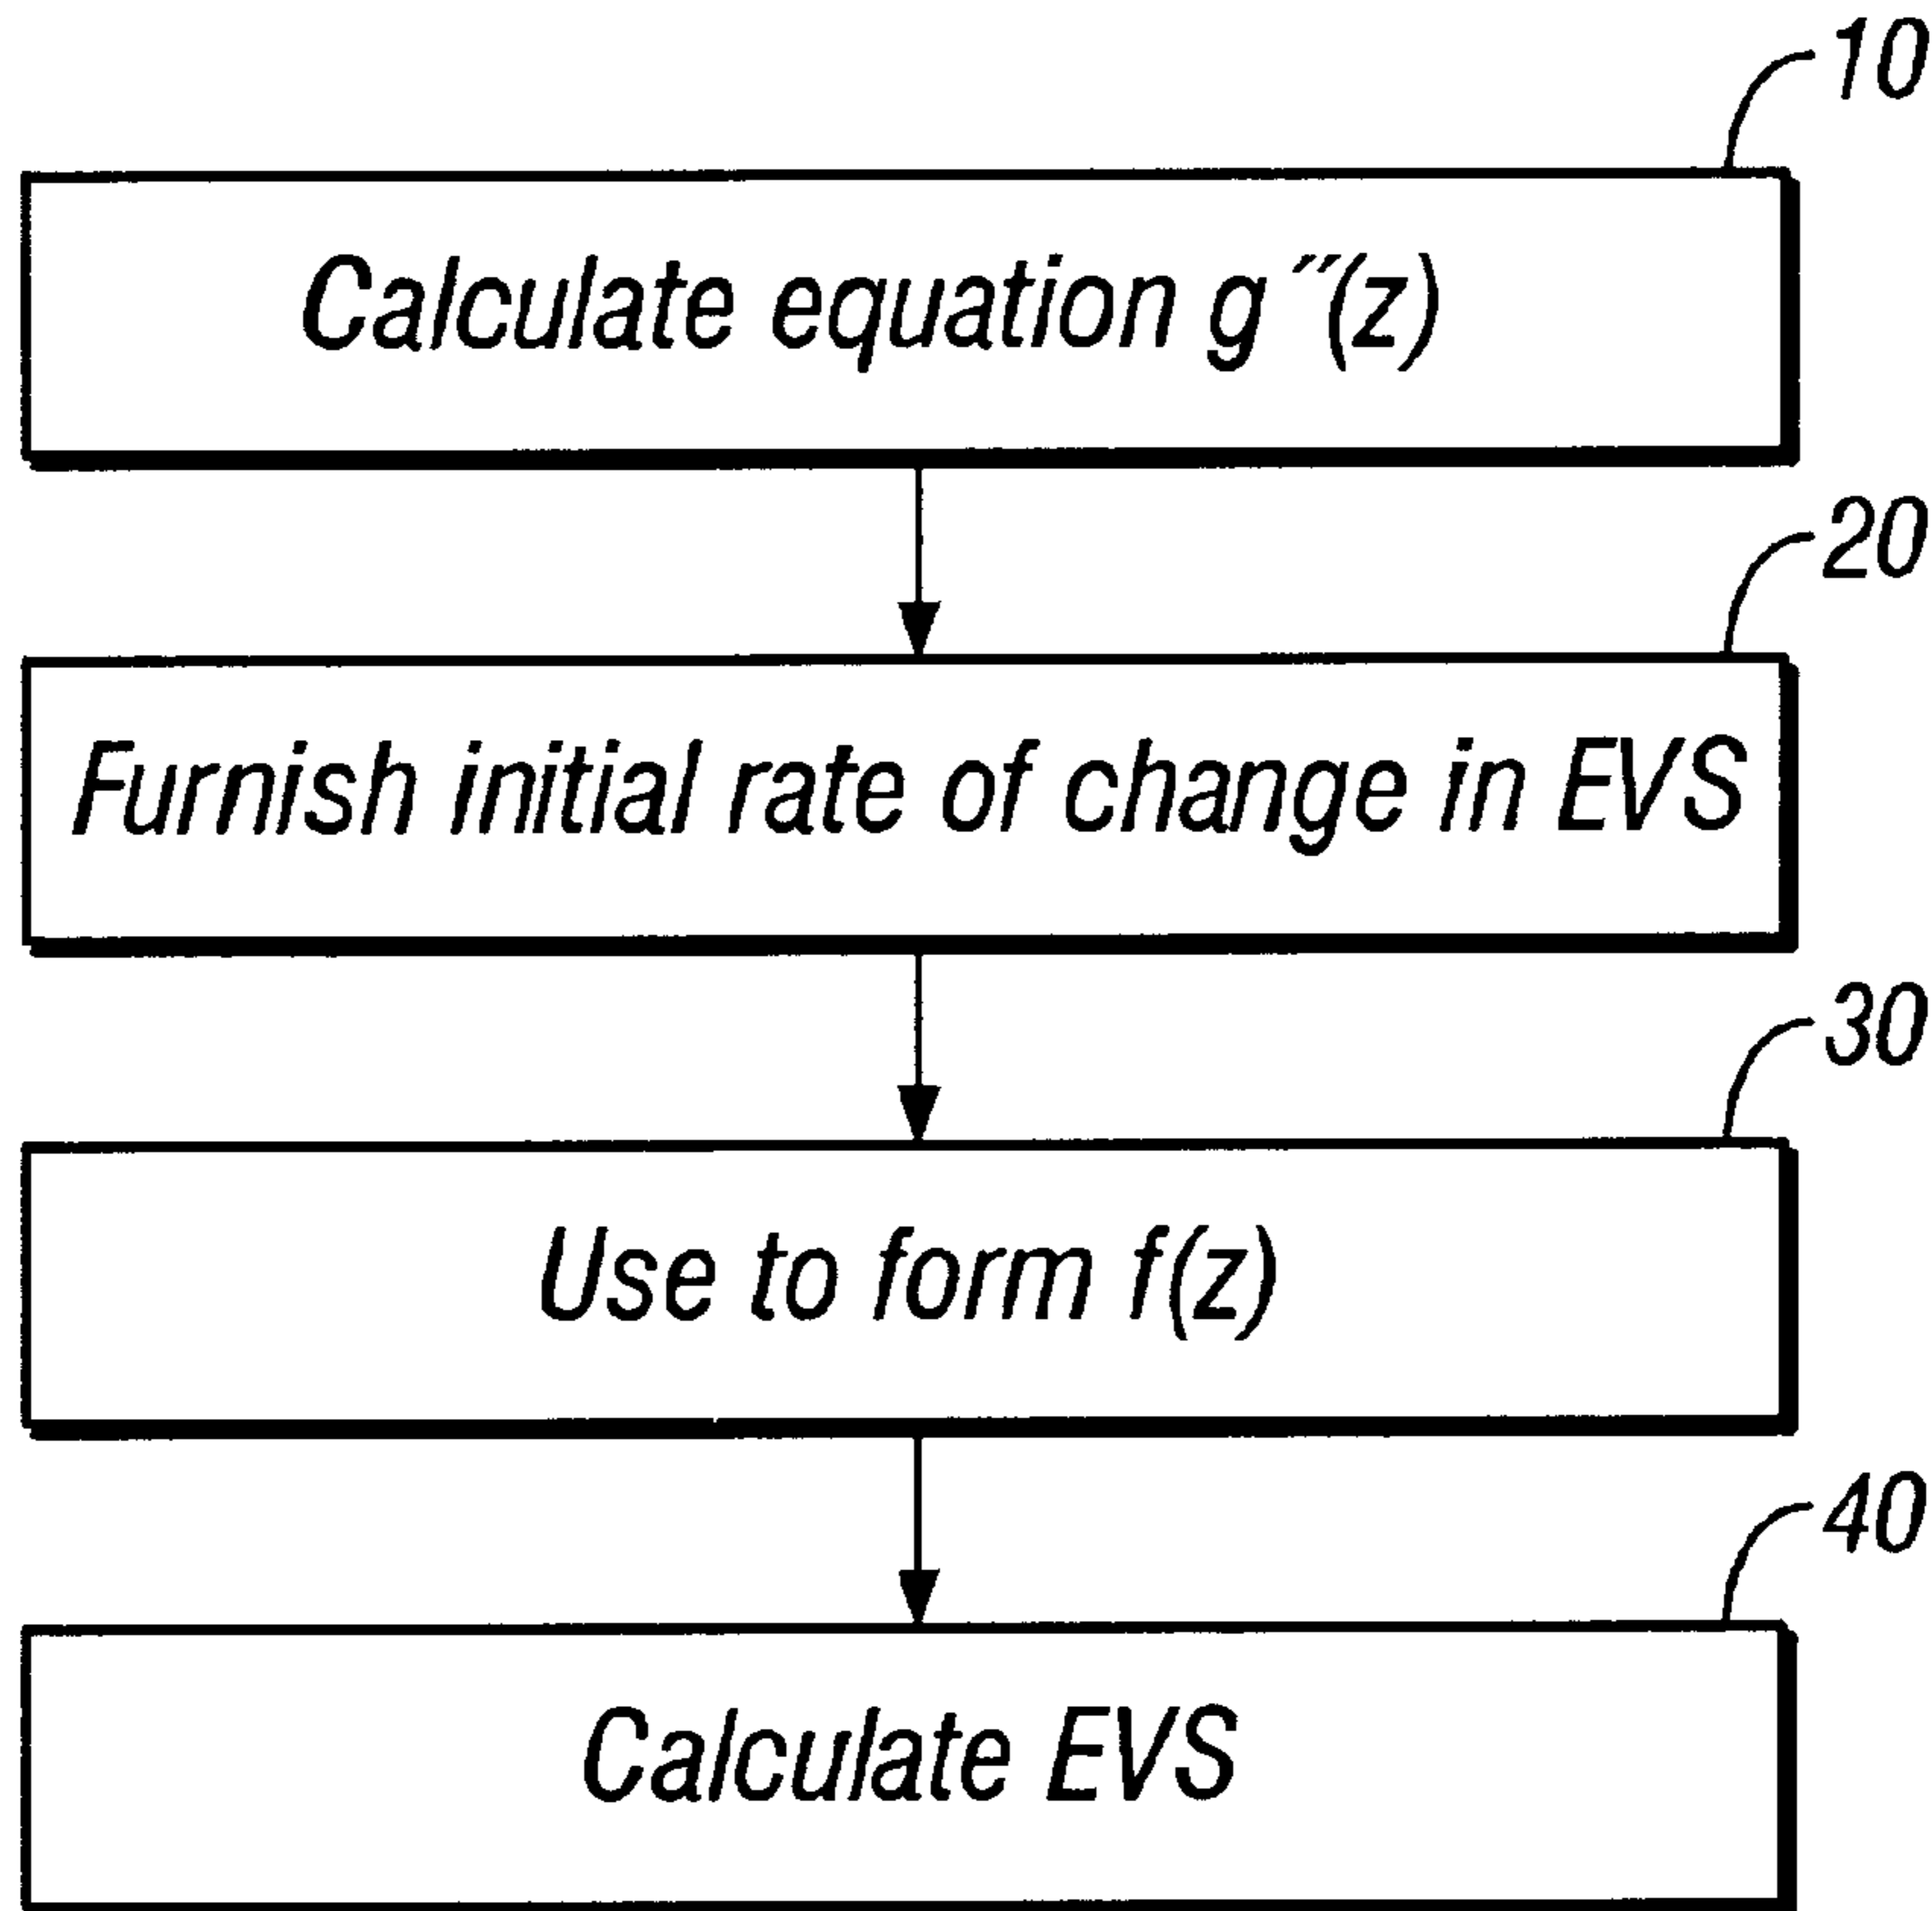 10
Calculate equation g″(z)
20
Furnish initial rate of change in EVS
30
Use to form f(z)
40
Calculate EVS